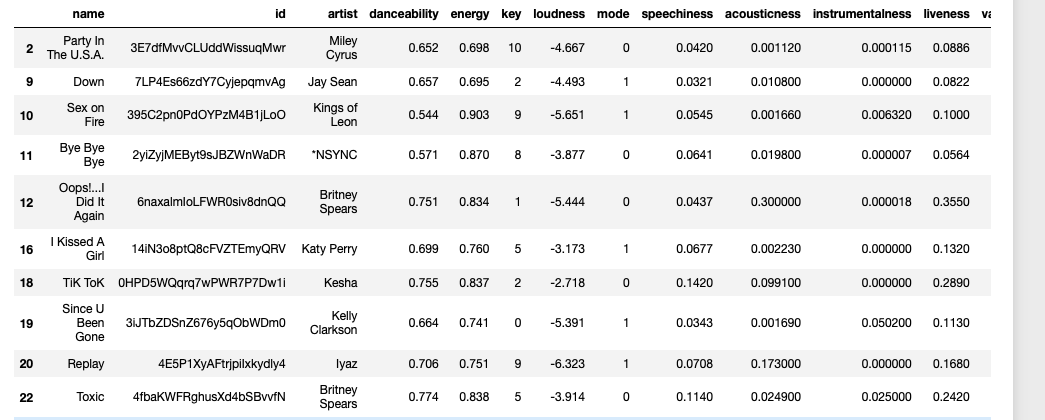 name id artist danceability energy key loudness mode speechiness acousticness instrumentalness liveness va
2 Party In The U.S.A. 3E7dfMvvCLUddWissuqMwr Miley Cyrus 0.652 0.698 10 -4.667 0 0.0420 0.001120 0.000115 0.0886
9 Down 7LP4Es66zdY7CyjepqmvAg Jay Sean 0.657 0.695 2 -4.493 1 0.0321 0.010800 0.000000 0.0822
10 Sex on Fire 395C2pn0PdOYPzM4B1jLoO Kings of Leon 0.544 0.903 9 -5.651 1 0.0545 0.001660 0.006320 0.1000
11 Bye Bye Bye 2yiZyjMEByt9sJBZWnWaDR *NSYNC 0.571 0.870 8 -3.877 0 0.0641 0.019800 0.000007 0.0564
12 Oops!...I Did It Again 6naxalmIoLFWR0siv8dnQQ Britney Spears 0.751 0.834 1 -5.444 0 0.0437 0.300000 0.000018 0.3550
16 I Kissed A Girl 14iN3o8ptQ8cFVZTEmyQRV Katy Perry 0.699 0.760 5 -3.173 1 0.0677 0.002230 0.000000 0.1320
18 TiK ToK 0HPD5WQqrq7wPWR7P7Dw1i Kesha 0.755 0.837 2 -2.718 0 0.1420 0.099100 0.000000 0.2890
19 Since U Been Gone 3iJTbZDSnZ676y5qObWDm0 Kelly Clarkson 0.664 0.741 0 -5.391 1 0.0343 0.001690 0.050200 0.1130
20 Replay 4E5P1XyAFtrjpiIxkydly4 Iyaz 0.706 0.751 9 -6.323 1 0.0708 0.173000 0.000000 0.1680
22 Toxic 4fbaKWFRghusXd4bSBvvfN Britney Spears 0.774 0.838 5 -3.914 0 0.1140 0.024900 0.025000 0.2420